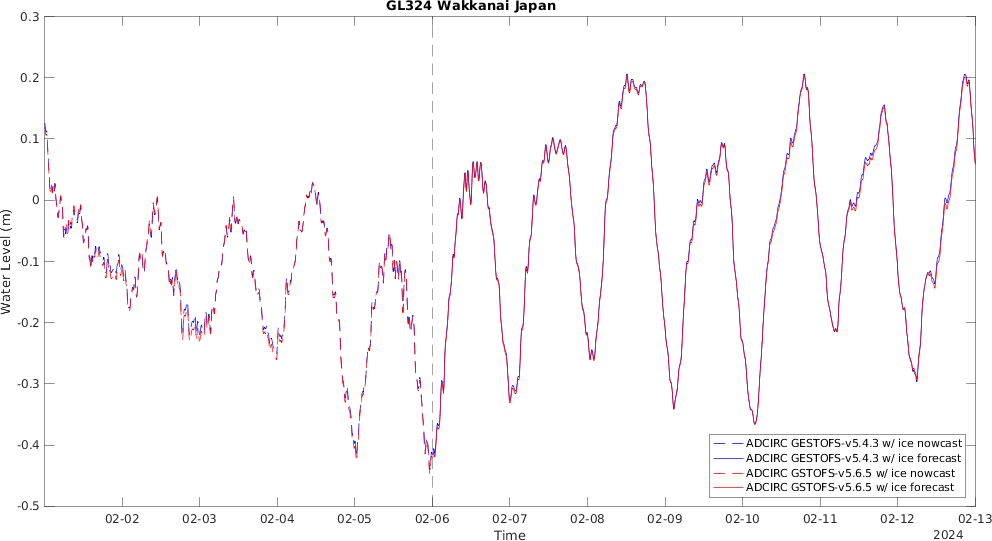 GL324 Wakkanai Japan
0.3
0.2
0.1
0
-0.1
-0.2
-0.3
-0.4
-0.5
Water Level (m)
ADCIRC GESTOFS-v5.4.3 w/ ice nowcast
ADCIRC GESTOFS-v5.4.3 w/ ice forecast
ADCIRC GSTOFS-v5.6.5 w/ ice nowcast
ADCIRC GSTOFS-v5.6.5 w/ ice forecast
02-02 02-03 02-04 02-05 02-06 02-07 02-08 02-09 02-10 02-11 02-12 02-13
Time
2024